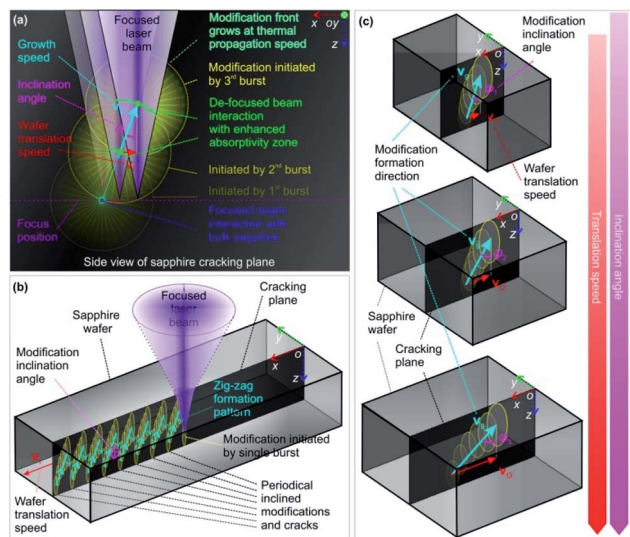 (a)
Focused
laser
beam
Modification front
grows at thermal
propagation speed
x
oy
z
Growth
speed
Modification initiated
by 3rd burst
Inclination
angle
De-focused beam
interaction
with enhanced
absorptivity zone
Wafer
translation
speed
Initiated by 2nd burst
Initiated by 1st burst
Focus
position
Focused beam
interaction with
bulk sapphire
Side view of sapphire cracking plane
(b)
Focused
laser
beam
Cracking
plane
Sapphire
wafer
y
x
o
z
Modification
inclination
angle
Zig-zag
formation
pattern
Modification initiated
by single burst
Wafer
translation
speed
Periodical
inclined
modifications
and cracks
(c)
Modification
inclination
angle
y
x
o
z
Modification
formation
direction
Wafer
translation
speed
y
x
o
z
Vt2
Sapphire
wafer
Cracking
plane
y
x
o
z
Vg
Vt3
Translation speed
Inclination angle